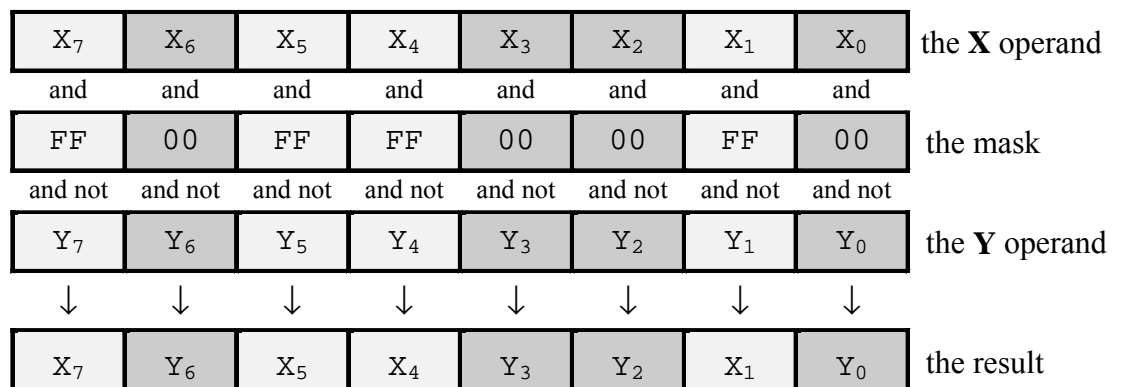 X₇ X₆ X₅ X₄ X₃ X₂ X₁ X₀ the X operand
and and and and and and and and
FF 00 FF FF 00 00 FF 00 the mask
and not and not and not and not and not and not and not and not
Y₇ Y₆ Y₅ Y₄ Y₃ Y₂ Y₁ Y₀ the Y operand
↓ ↓ ↓ ↓ ↓ ↓ ↓ ↓
X₇ Y₆ X₅ X₄ Y₃ Y₂ X₁ Y₀ the result